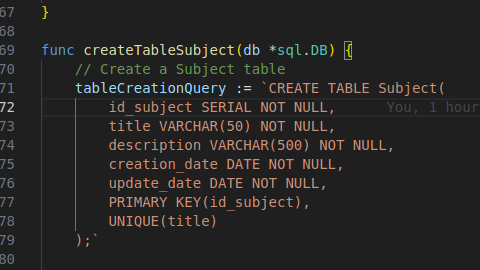 67 }
68
69 func createTableSubject(db *sql.DB) {
70 // Create a Subject table
71 tableCreationQuery := `CREATE TABLE Subject(
72 id_subject SERIAL NOT NULL, You, 1 hour
73 title VARCHAR(50) NOT NULL,
74 description VARCHAR(500) NOT NULL,
75 creation_date DATE NOT NULL,
76 update_date DATE NOT NULL,
77 PRIMARY KEY(id_subject),
78 UNIQUE(title)
79 );`
80